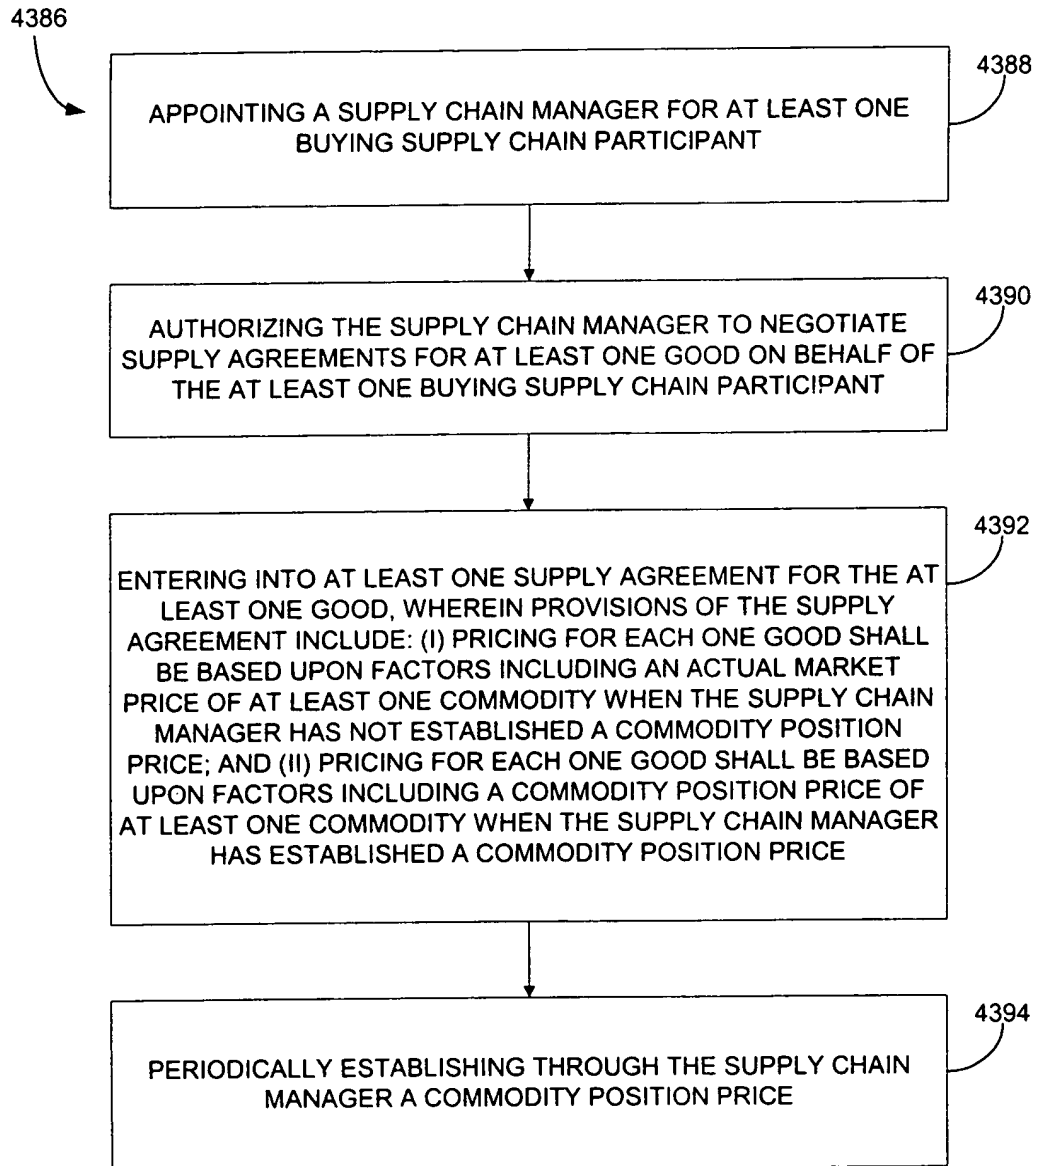 4386
4388
APPOINTING A SUPPLY CHAIN MANAGER FOR AT LEAST ONE
BUYING SUPPLY CHAIN PARTICIPANT
4390
AUTHORIZING THE SUPPLY CHAIN MANAGER TO NEGOTIATE
SUPPLY AGREEMENTS FOR AT LEAST ONE GOOD ON BEHALF OF
THE AT LEAST ONE BUYING SUPPLY CHAIN PARTICIPANT
4392
ENTERING INTO AT LEAST ONE SUPPLY AGREEMENT FOR THE AT
LEAST ONE GOOD, WHEREIN PROVISIONS OF THE SUPPLY
AGREEMENT INCLUDE: (I) PRICING FOR EACH ONE GOOD SHALL
BE BASED UPON FACTORS INCLUDING AN ACTUAL MARKET
PRICE OF AT LEAST ONE COMMODITY WHEN THE SUPPLY CHAIN
MANAGER HAS NOT ESTABLISHED A COMMODITY POSITION
PRICE; AND (II) PRICING FOR EACH ONE GOOD SHALL BE BASED
UPON FACTORS INCLUDING A COMMODITY POSITION PRICE OF
AT LEAST ONE COMMODITY WHEN THE SUPPLY CHAIN MANAGER
HAS ESTABLISHED A COMMODITY POSITION PRICE
4394
PERIODICALLY ESTABLISHING THROUGH THE SUPPLY CHAIN
MANAGER A COMMODITY POSITION PRICE